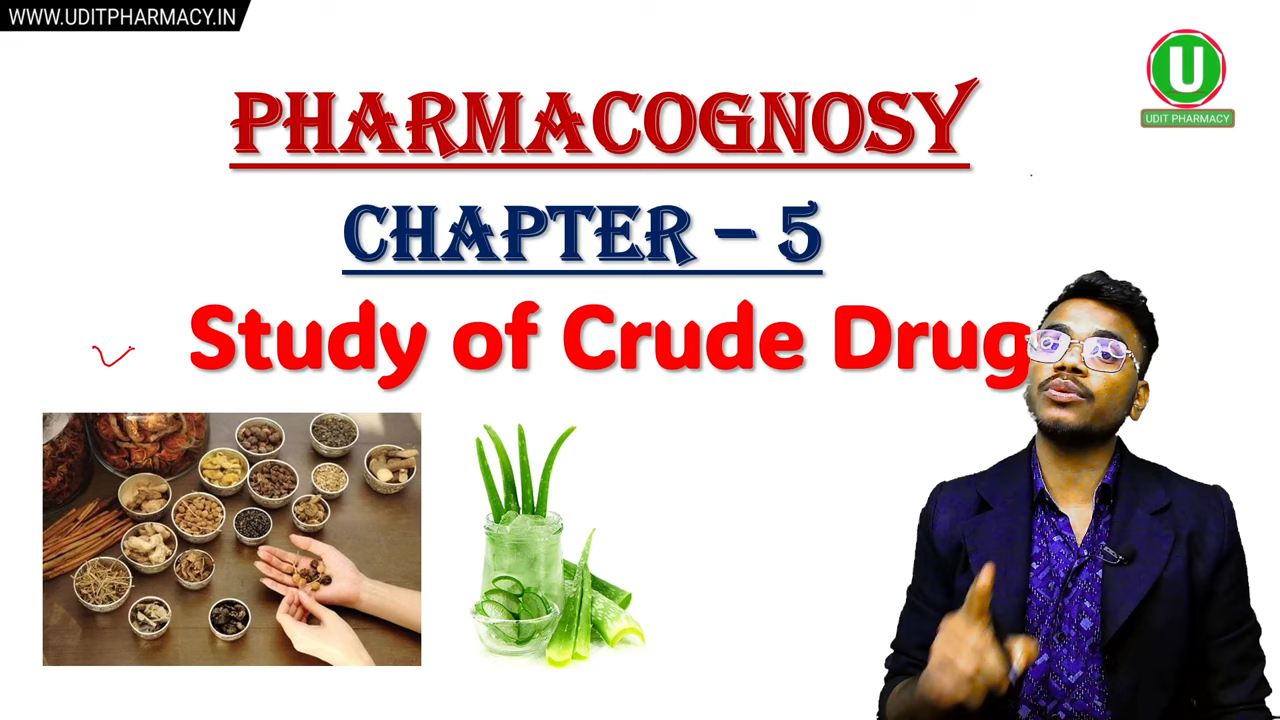 WWW.UDITPHARMACY.IN
U
UDIT PHARMACY
PHARMACOGNOSY
CHAPTER – 5
Study of Crude Drug